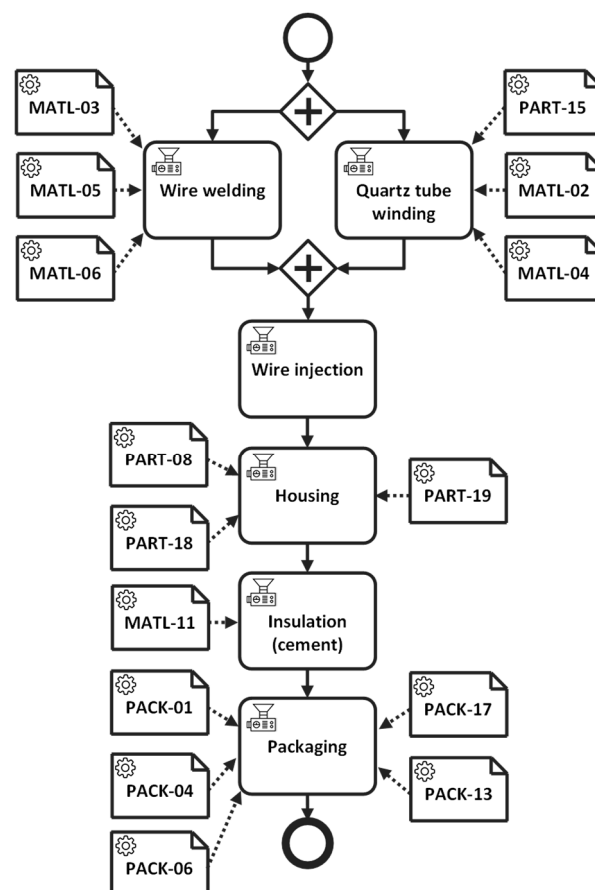 MATL-03
PART-15
MATL-05
Wire welding
Quartz tube
winding
MATL-02
MATL-06
MATL-04
Wire injection
PART-08
Housing
PART-19
PART-18
MATL-11
Insulation
(cement)
PACK-01
PACK-17
Packaging
PACK-04
PACK-13
PACK-06